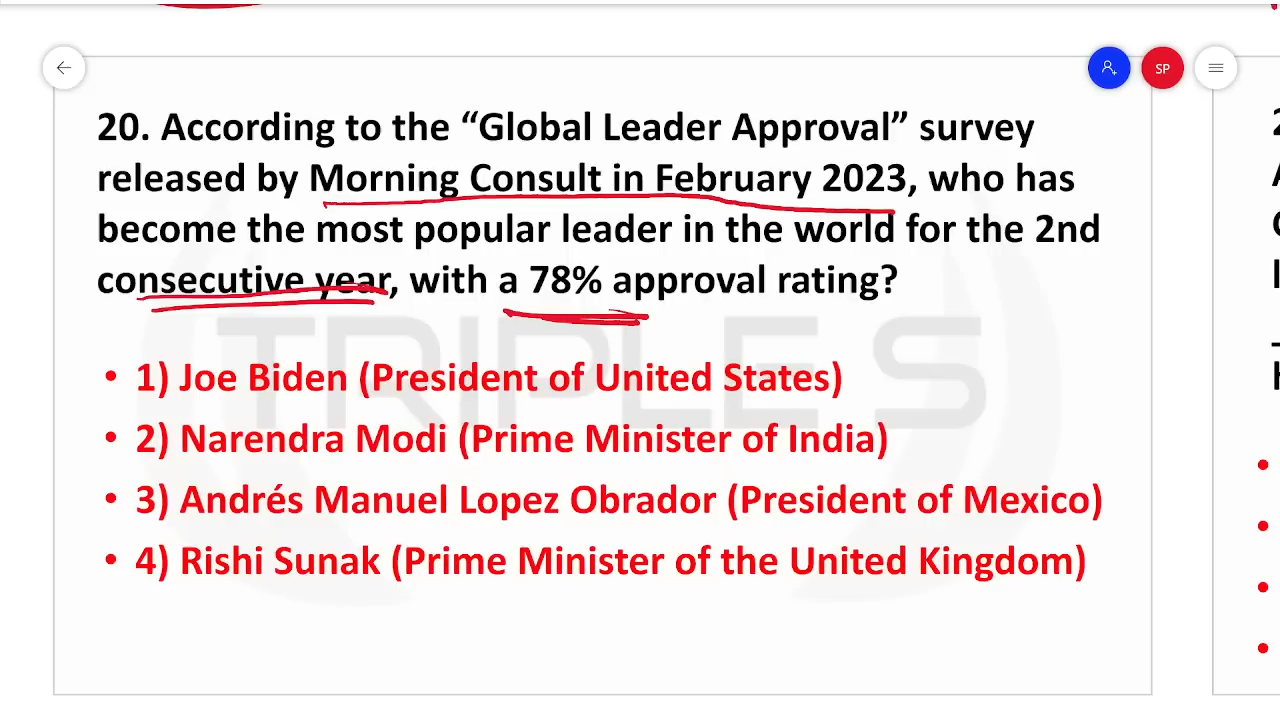 SP
20. According to the “Global Leader Approval” survey
released by Morning Consult in February 2023, who has
become the most popular leader in the world for the 2nd
consecutive year, with a 78% approval rating?
TRIPLE S
• 1) Joe Biden (President of United States)
• 2) Narendra Modi (Prime Minister of India)
• 3) Andrés Manuel Lopez Obrador (President of Mexico)
• 4) Rishi Sunak (Prime Minister of the United Kingdom)